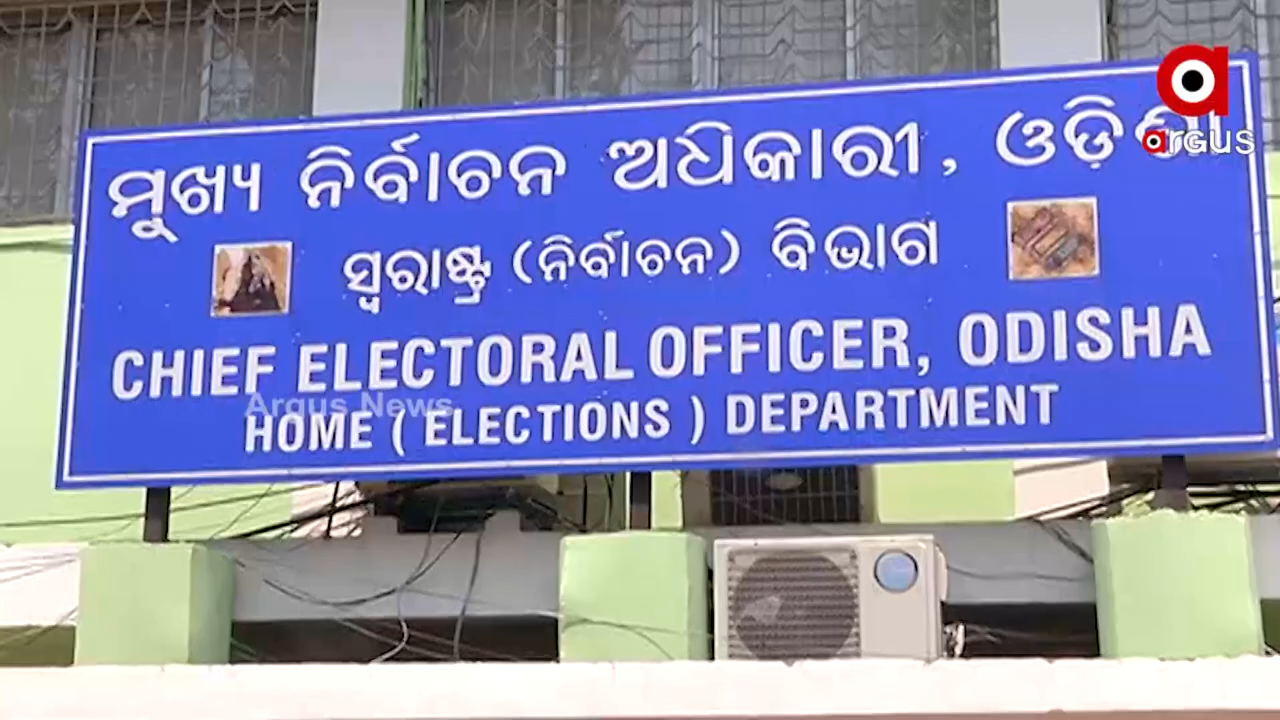 ମୁଖ୍ୟ ନିର୍ବାଚନ ଅଧିକାରୀ, ଓଡ଼ିଶା
ସ୍ୱରାଷ୍ଟ୍ର (ନିର୍ବାଚନ) ବିଭାଗ
CHIEF ELECTORAL OFFICER, ODISHA
HOME ( ELECTIONS ) DEPARTMENT
argus
Argus News